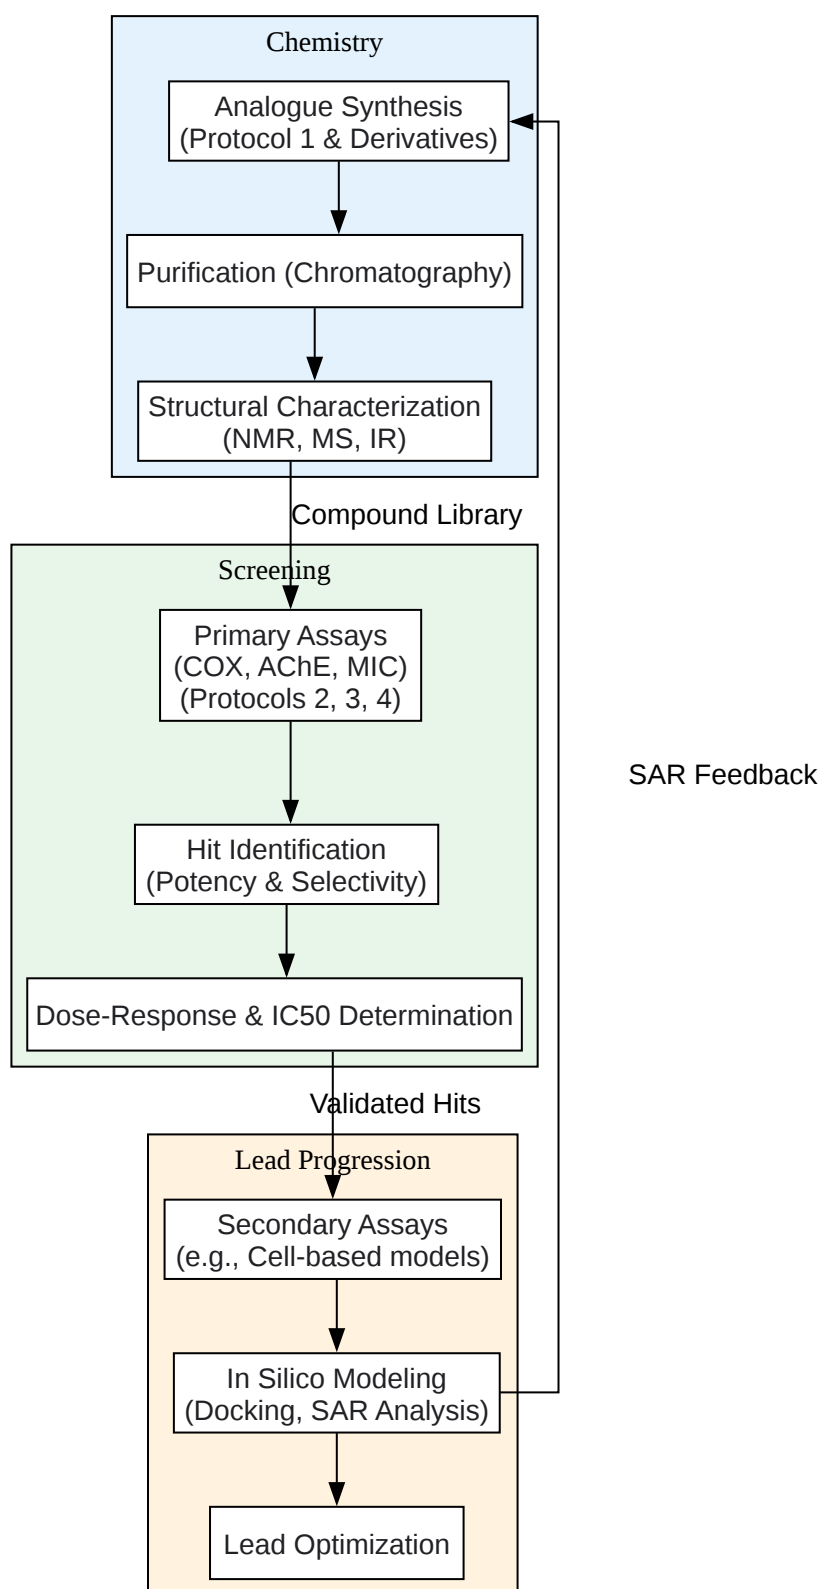 Chemistry
Analogue Synthesis
(Protocol 1 & Derivatives)
Purification (Chromatography)
Structural Characterization
(NMR, MS, IR)
Compound Library
Screening
Primary Assays
(COX, AChE, MIC)
(Protocols 2, 3, 4)
SAR Feedback
Hit Identification
(Potency & Selectivity)
Dose-Response & IC50 Determination
Validated Hits
Lead Progression
Secondary Assays
(e.g., Cell-based models)
In Silico Modeling
(Docking, SAR Analysis)
Lead Optimization